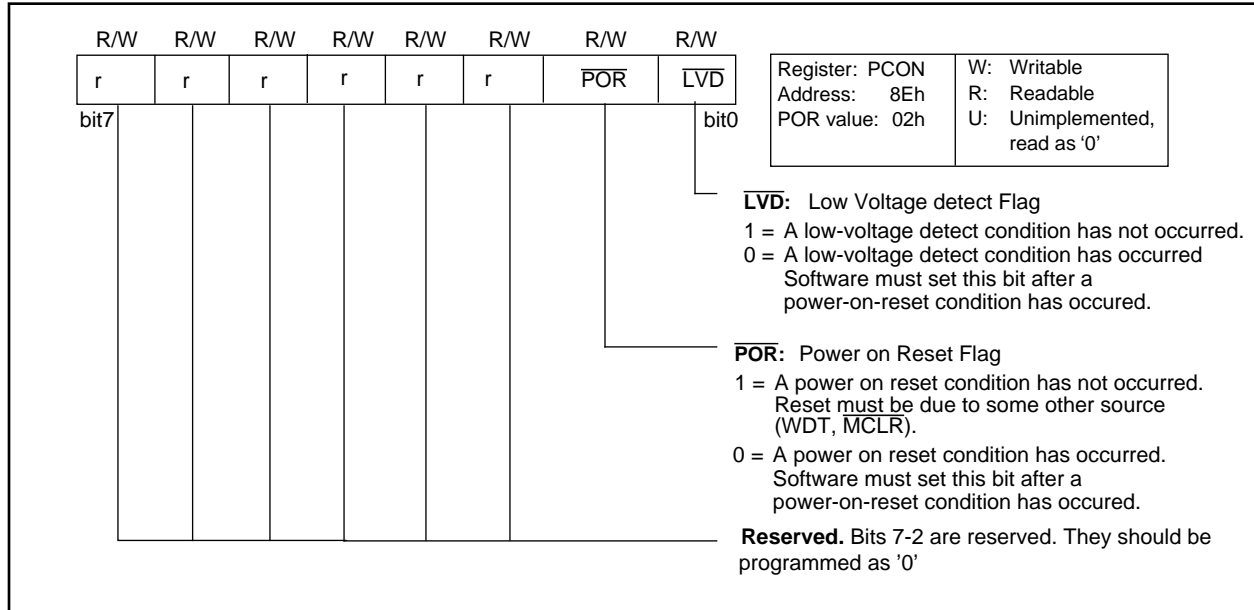 R/W R/W R/W R/W R/W R/W R/W R/W
r r r r r r P̅O̅R̅ L̅V̅D̅
bit7 bit0
Register: PCON
Address: 8Eh
POR value: 02h
W: Writable
R: Readable
U: Unimplemented,
read as ‘0’
L̅V̅D̅: Low Voltage detect Flag
1 = A low-voltage detect condition has not occurred.
0 = A low-voltage detect condition has occurred
Software must set this bit after a
power-on-reset condition has occured.
P̅O̅R̅: Power on Reset Flag
1 = A power on reset condition has not occurred.
Reset must be due to some other source
(WDT, M̅C̅L̅R̅).
0 = A power on reset condition has occurred.
Software must set this bit after a
power-on-reset condition has occured.
Reserved. Bits 7-2 are reserved. They should be
programmed as '0'